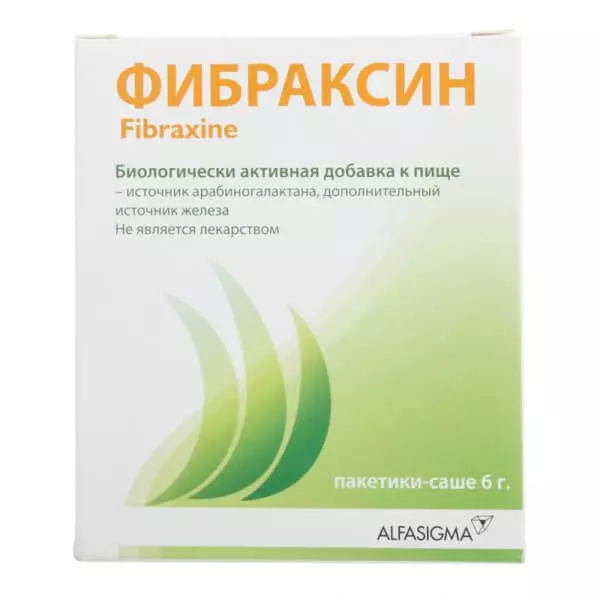 ФИБРАКСИН
Fibraxine
Биологически активная добавка к пище
– источник арабиногалактана, дополнительный
источник железа
Не является лекарством
пакетики-саше 6 г.
ALFASIGMA